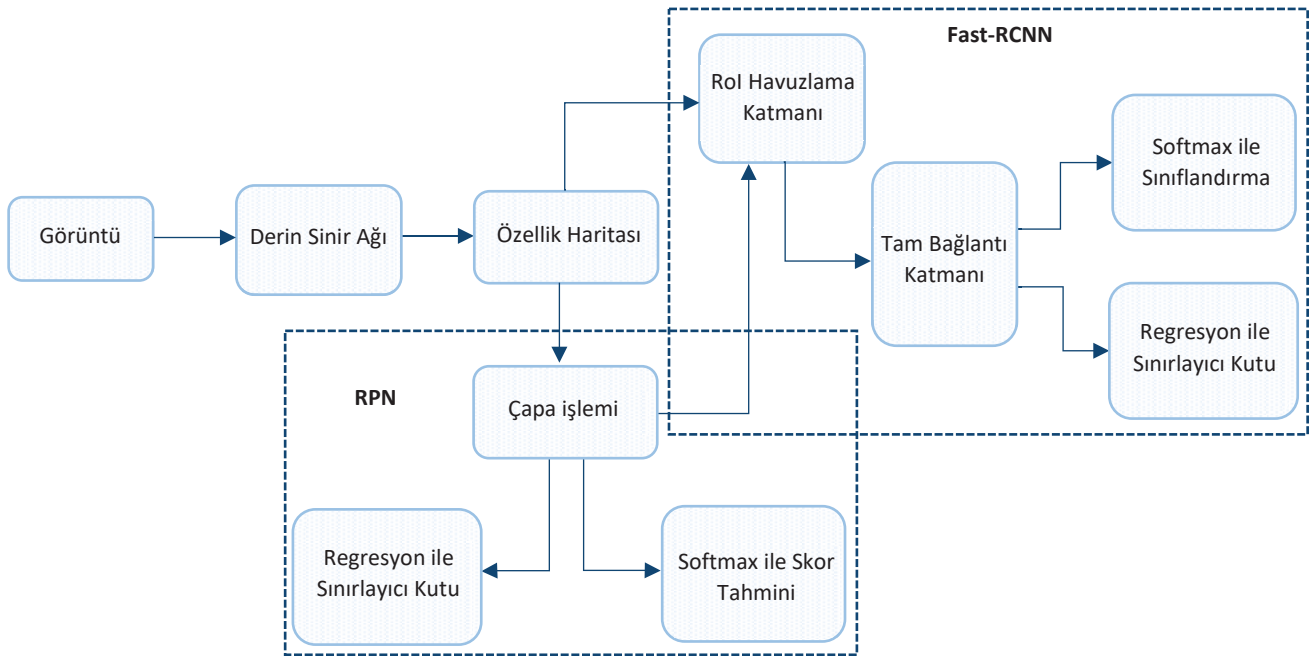 Fast-RCNN
RoI Havuzlama
Katmanı
Softmax ile
Sınıflandırma
Görüntü
Derin Sinir Ağı
Özellik Haritası
Tam Bağlantı
Katmanı
Regresyon ile
Sınırlayıcı Kutu
RPN
Çapa işlemi
Regresyon ile
Sınırlayıcı Kutu
Softmax ile Skor
Tahmini